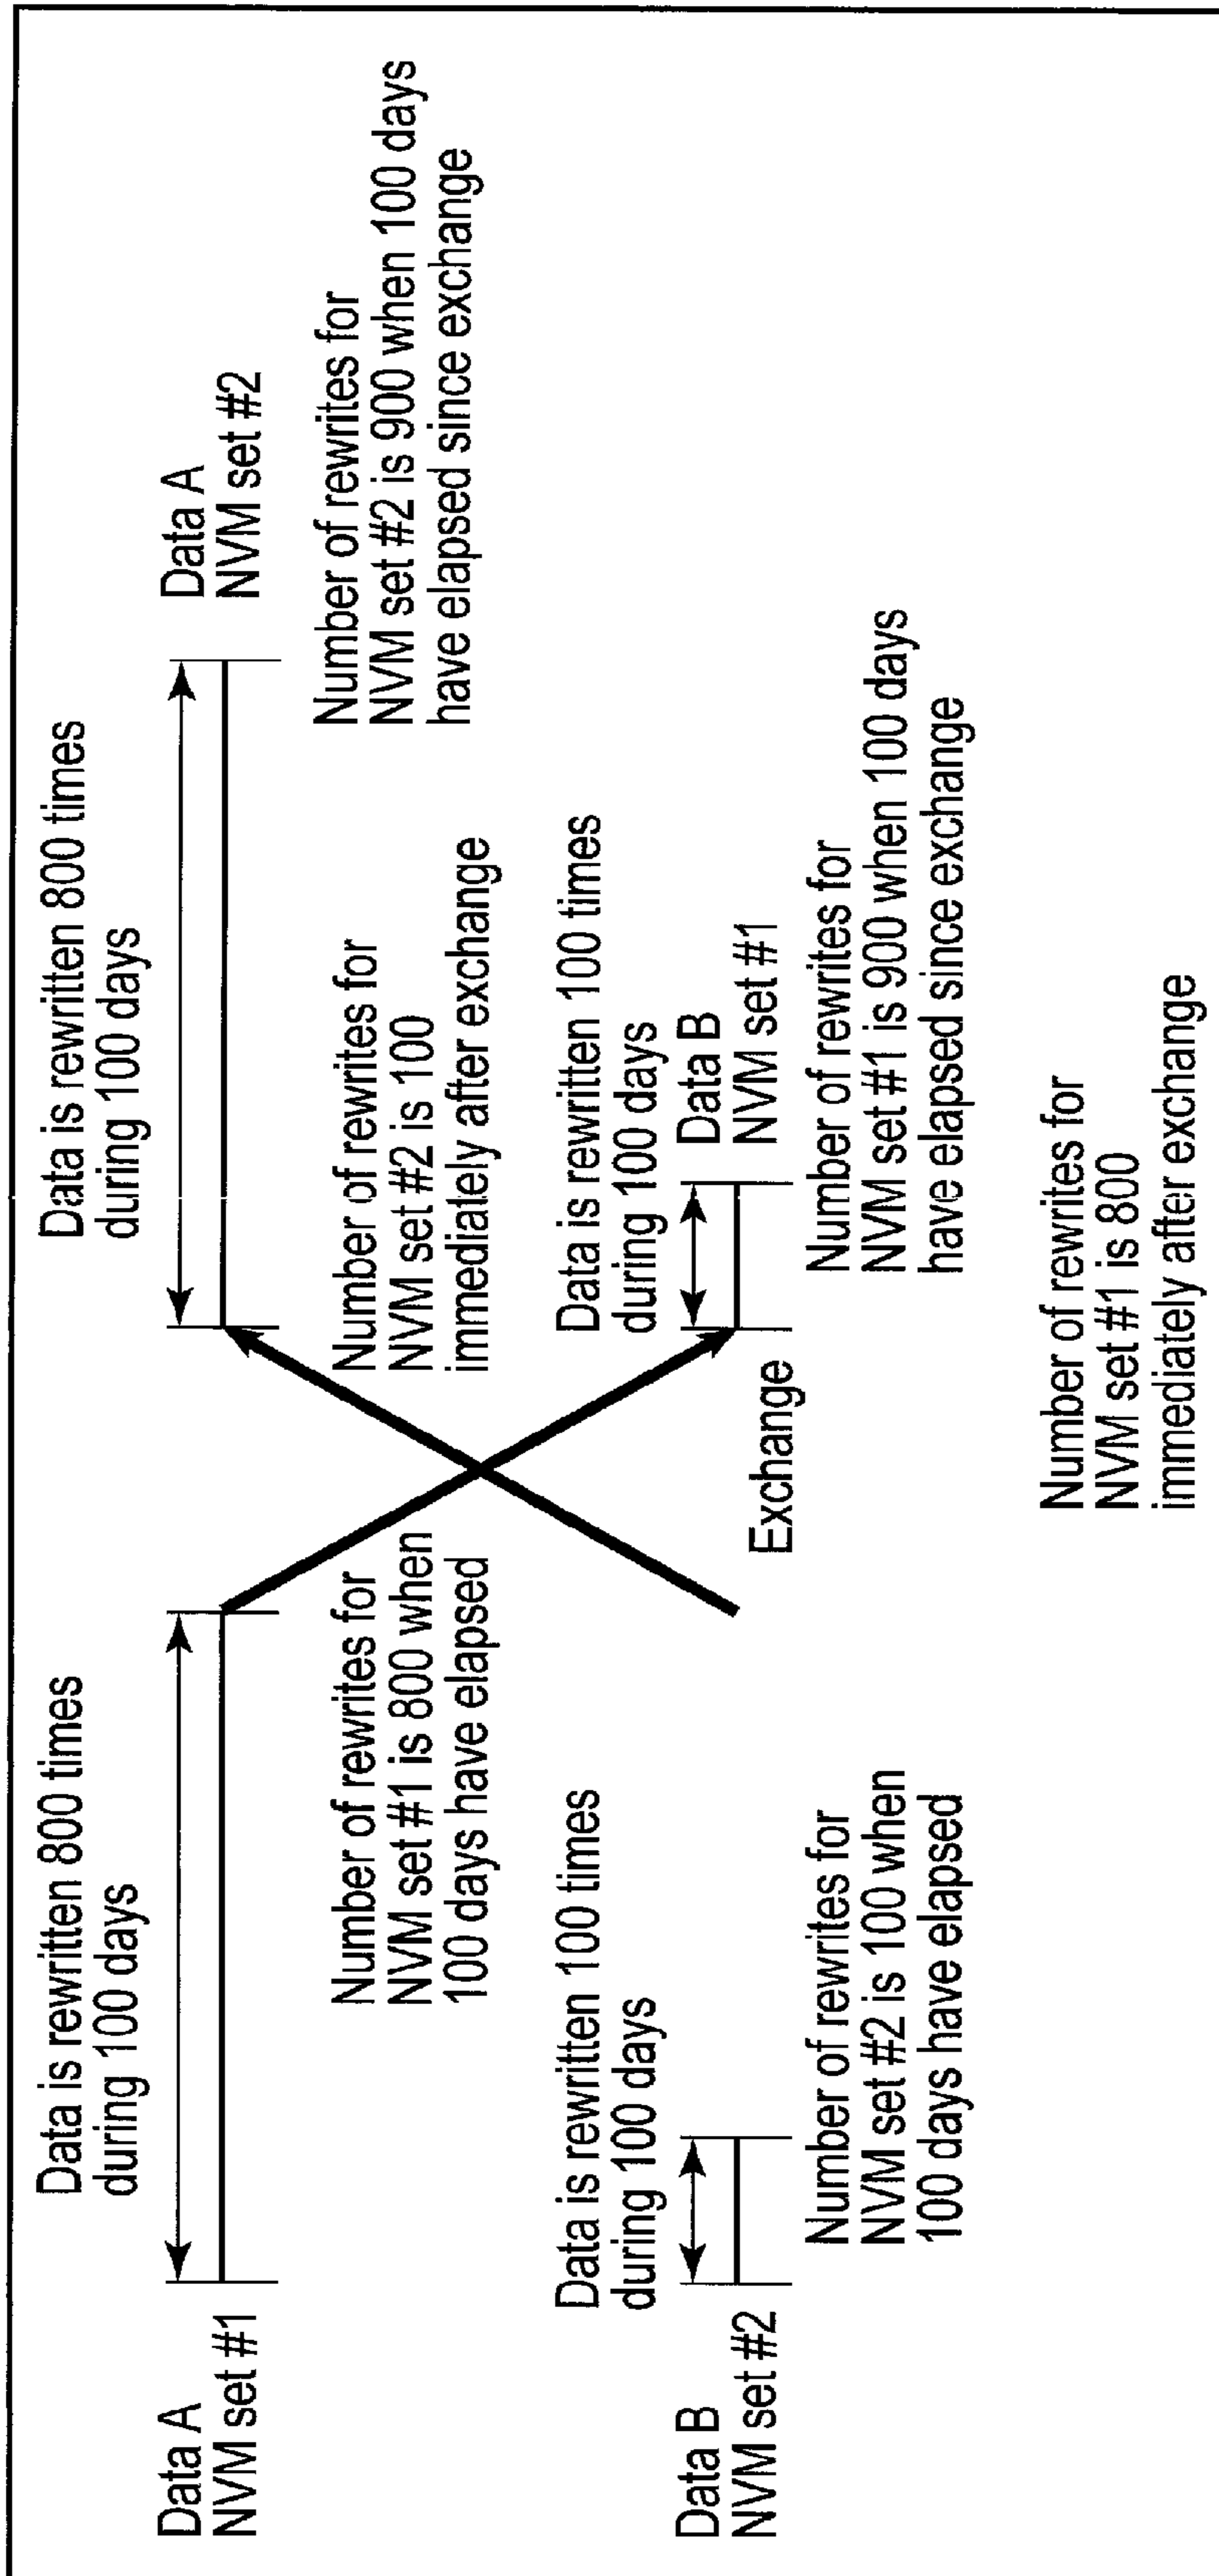 Data A
NVM set #1
Data is rewritten 800 times
during 100 days
Number of rewrites for
NVM set #1 is 800 when
100 days have elapsed
Data is rewritten 800 times
during 100 days
Data A
NVM set #2
Number of rewrites for
NVM set #2 is 100
immediately after exchange
Number of rewrites for
NVM set #2 is 900 when 100 days
have elapsed since exchange
Data B
NVM set #2
Data is rewritten 100 times
during 100 days
Number of rewrites for
NVM set #2 is 100 when
100 days have elapsed
Exchange
Data is rewritten 100 times
during 100 days
Data B
NVM set #1
Number of rewrites for
NVM set #1 is 900 when 100 days
have elapsed since exchange
Number of rewrites for
NVM set #1 is 800
immediately after exchange